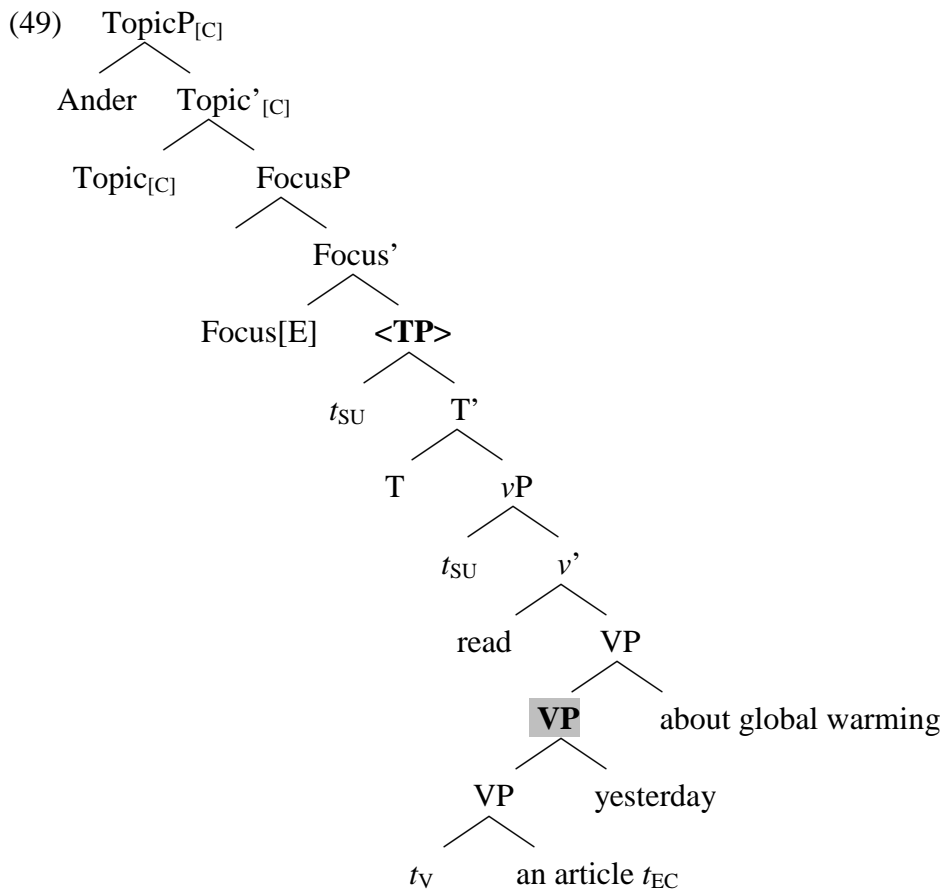 (49) TopicP[C]
Ander Topic’[C]
Topic[C] FocusP
Focus’
Focus[E] <TP>
tSU T’
T vP
tSU v’
read VP
VP about global warming
VP yesterday
tV an article tEC